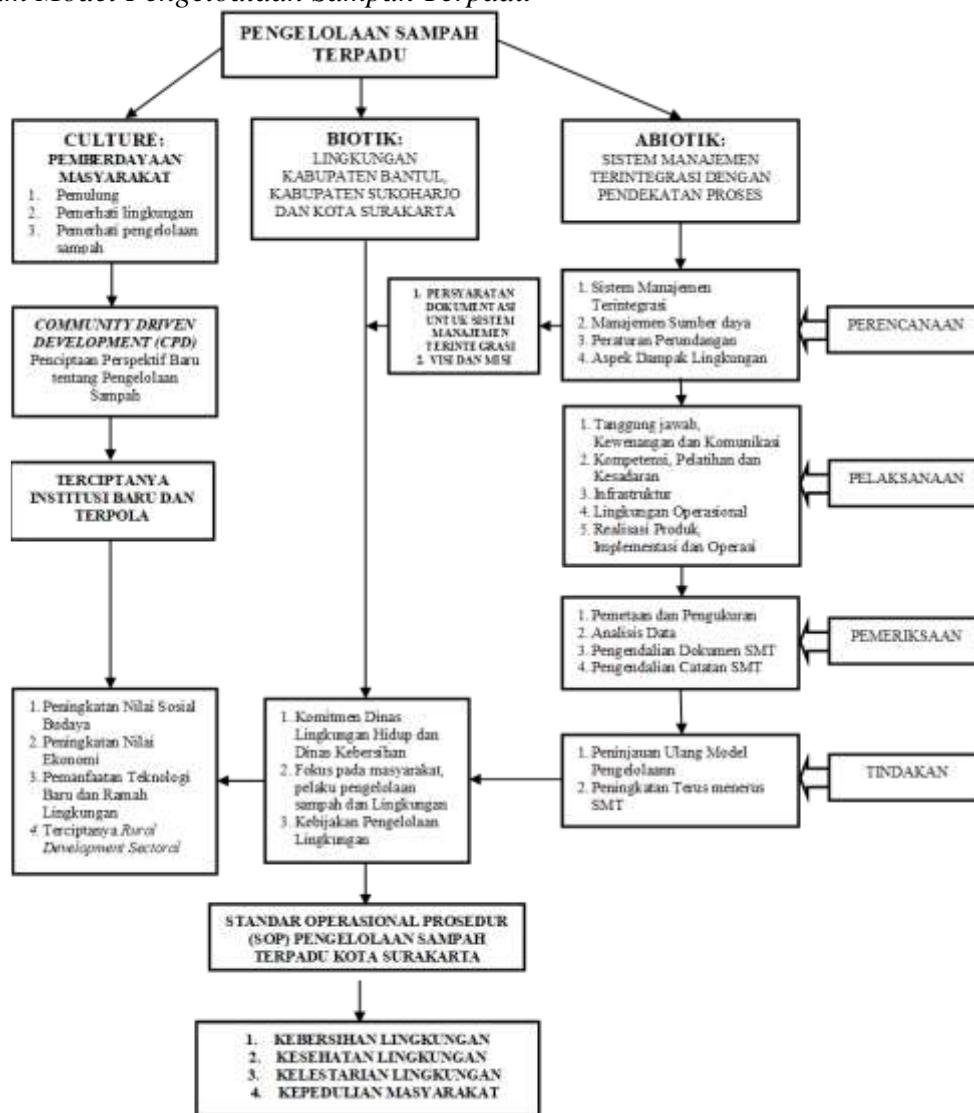 Model Pengelolaan Sampah Terpadu
PENGELOLAAN SAMPAH
TERPADU
CULTURE:
PEMBERDAYAAN
MASYARAKAT
1. Pemulung
2. Pemerhati lingkungan
3. Pemerhati pengelolaan
sampah
BIOTIK:
LINGKUNGAN
KABUPATEN BANTUL,
KABUPATEN SUKOHARJO
DAN KOTA SURAKARTA
ABIOTIK:
SISTEM MANAJEMEN
TERINTEGRASI DENGAN
PENDEKATAN PROSES
COMMUNITY DRIVEN
DEVELOPMENT (CPD)
Penciptaan Perspektif Baru
tentang Pengelolaan
Sampah
1. PERSYARATAN
DOKUMENTASI
UNTUK SISTEM
MANAJEMEN
TERINTEGRASI
2. VISI DAN MISI
1. Sistem Manajemen
Terintegrasi
2. Manajemen Sumber daya
3. Peraturan Perundangan
4. Aspek Dampak Lingkungan
PERENCANAAN
TERCIPTANYA
INSTITUSI BARU DAN
TERPOLA
1. Tanggung jawab,
Kewenangan dan Komunikasi
2. Kompetensi, Pelatihan dan
Kesadaran
3. Infrastruktur
4. Lingkungan Operasional
5. Realisasi Produk,
Implementasi dan Operasi
PELAKSANAAN
1. Pemetaan dan Pengukuran
2. Analisis Data
3. Pengendalian Dokumen SMT
4. Pengendalian Catatan SMT
PEMERIKSAAN
1. Peningkatan Nilai Sosial
Budaya
2. Peningkatan Nilai
Ekonomi
3. Pemanfaatan Teknologi
Baru dan Ramah
Lingkungan
4. Terciptanya Rural
Development Sectoral
1. Komitmen Dinas
Lingkungan Hidup dan
Dinas Kebersihan
2. Fokus pada masyarakat,
pelaku pengelolaan
sampah dan Lingkungan
3. Kebijakan Pengelolaan
Lingkungan
1. Peninjauan Ulang Model
Pengelolaann
2. Peningkatan Terus menerus
SMT
TINDAKAN
STANDAR OPERASIONAL PROSEDUR
(SOP) PENGELOLAAN SAMPAH
TERPADU KOTA SURAKARTA
1. KEBERSIHAN LINGKUNGAN
2. KESEHATAN LINGKUNGAN
3. KELESTARIAN LINGKUNGAN
4. KEPEDULIAN MASYARAKAT